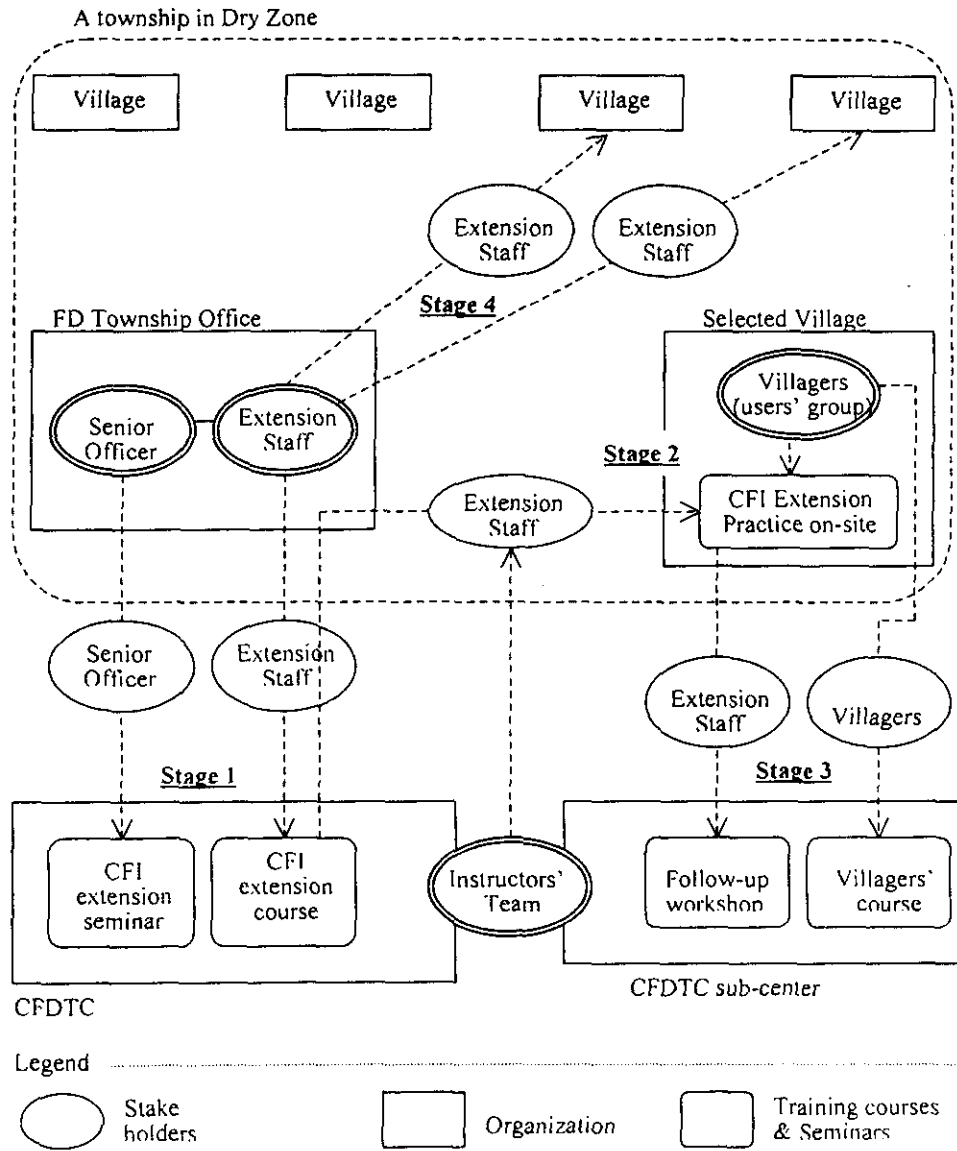 A township in Dry Zone
Village
Village
Village
Village
Extension
Staff
Extension
Staff
Stage 4
FD Township Office
Selected Village
Senior
Officer
Extension
Staff
Villagers
(users' group)
Stage 2
Extension
Staff
CFI Extension
Practice on-site
Senior
Officer
Extension
Staff
Extension
Staff
Villagers
Stage 1
Stage 3
CFI
extension
seminar
CFI
extension
course
Instructors'
Team
Follow-up
workshop
Villagers'
course
CFDTC
CFDTC sub-center
Legend
Stake
holders
Organization
Training courses
& Seminars